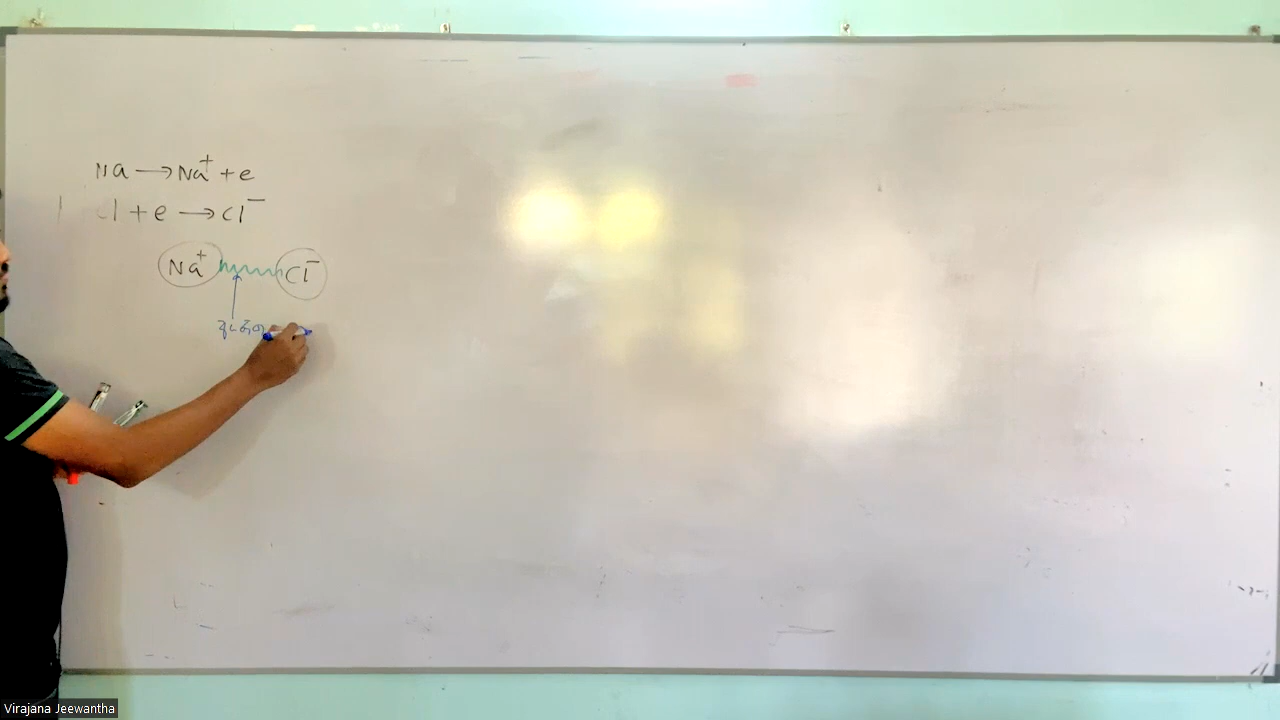 Na → Na⁺ + e
Cl + e → Cl⁻
Na⁺ Cl⁻
Virajana Jeewantha